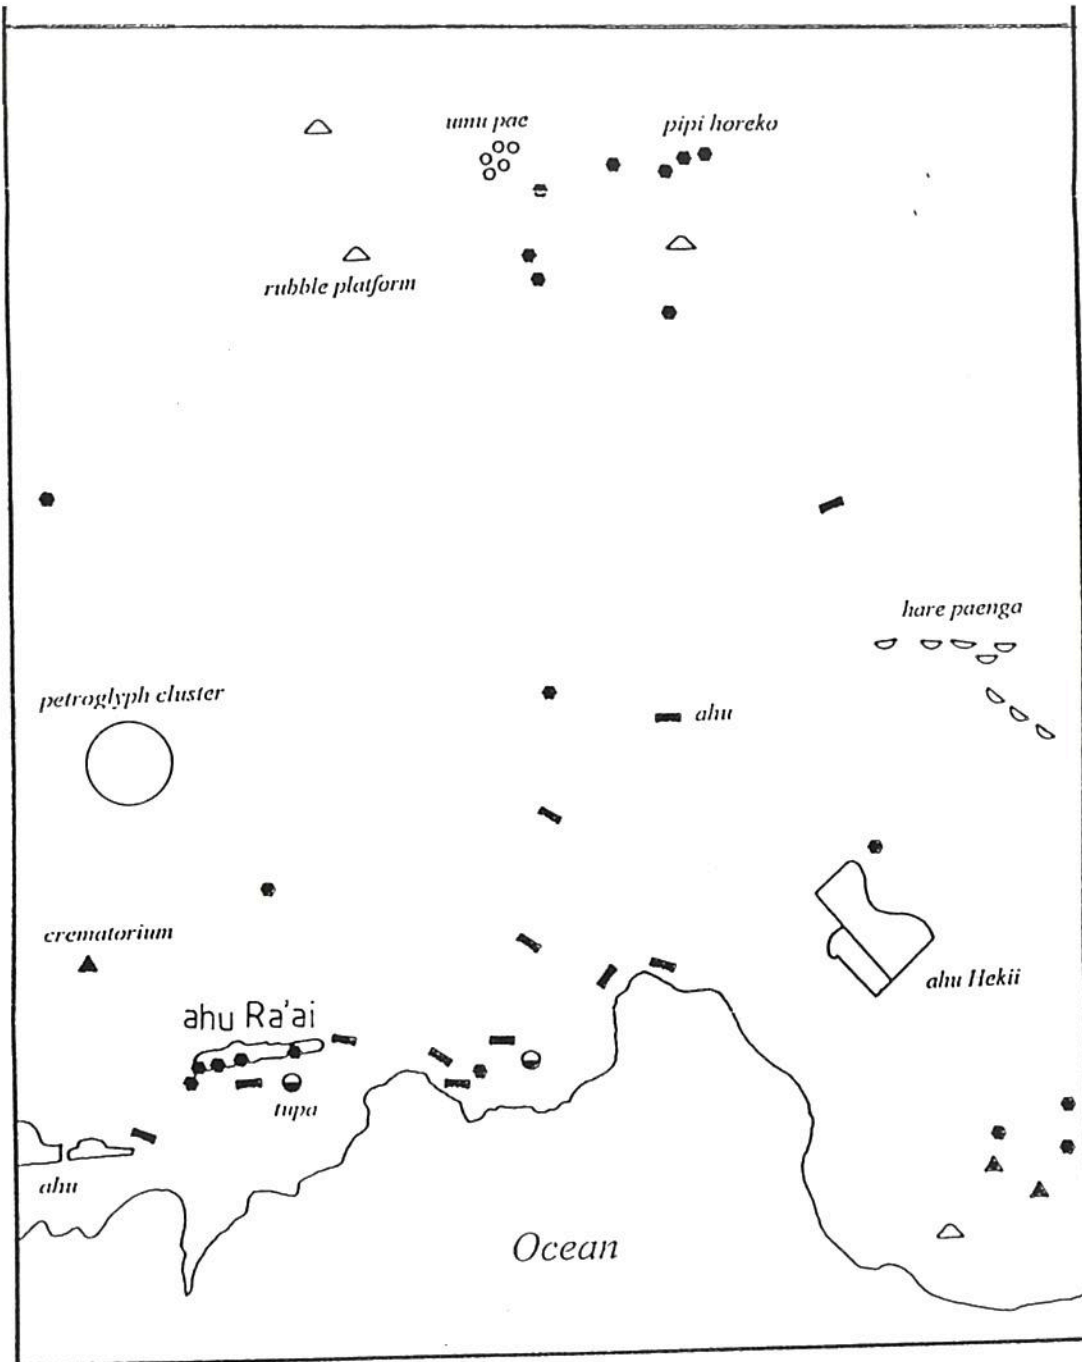 umu pae
pipi horeko
rubble platform
hare paenga
petroglyph cluster
ahu
crematorium
ahu Hekii
ahu Ra'ai
tupa
ahu
Ocean